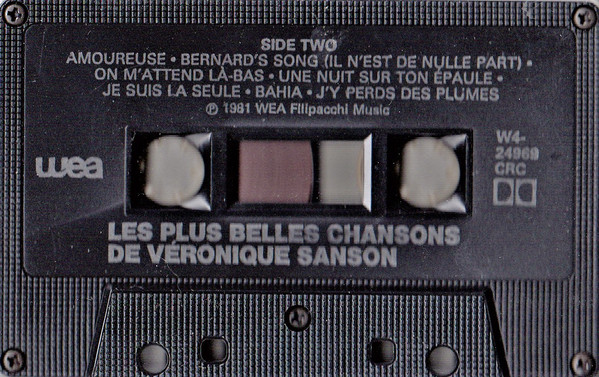 SIDE TWO
AMOUREUSE • BERNARD'S SONG (IL N'EST DE NULLE PART) •
ON M'ATTEND LÀ-BAS • UNE NUIT SUR TON ÉPAULE •
JE SUIS LA SEULE • BAHIA • J'Y PERDS DES PLUMES
℗ 1981 WEA Filipacchi Music
wea
W4-
24969
CRC
LES PLUS BELLES CHANSONS
DE VÉRONIQUE SANSON